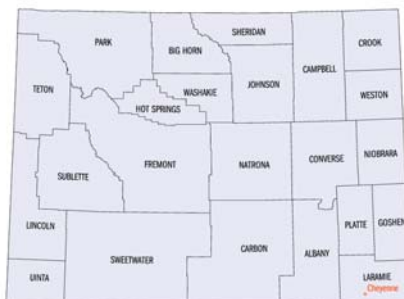 SHERIDAN
PARK
BIG HORN
CROOK
CAMPBELL
TETON
JOHNSON
WASHAKIE
WESTON
HOT SPRINGS
FREMONT
NATRONA
CONVERSE
NIOBRARA
SUBLETTE
LINCOLN
PLATTE
GOSHEN
CARBON
ALBANY
SWEETWATER
UINTA
LARAMIE
Cheyenne